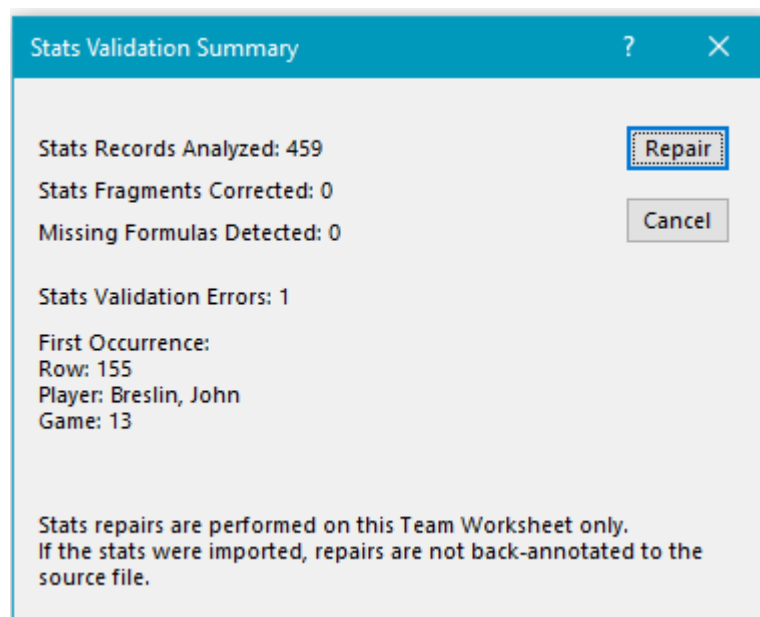 Stats Validation Summary
?
Stats Records Analyzed: 459
Repair
Stats Fragments Corrected: 0
Missing Formulas Detected: 0
Cancel
Stats Validation Errors: 1
First Occurrence:
Row: 155
Player: Breslin, John
Game: 13
Stats repairs are performed on this Team Worksheet only.
If the stats were imported, repairs are not back-annotated to the
source file.